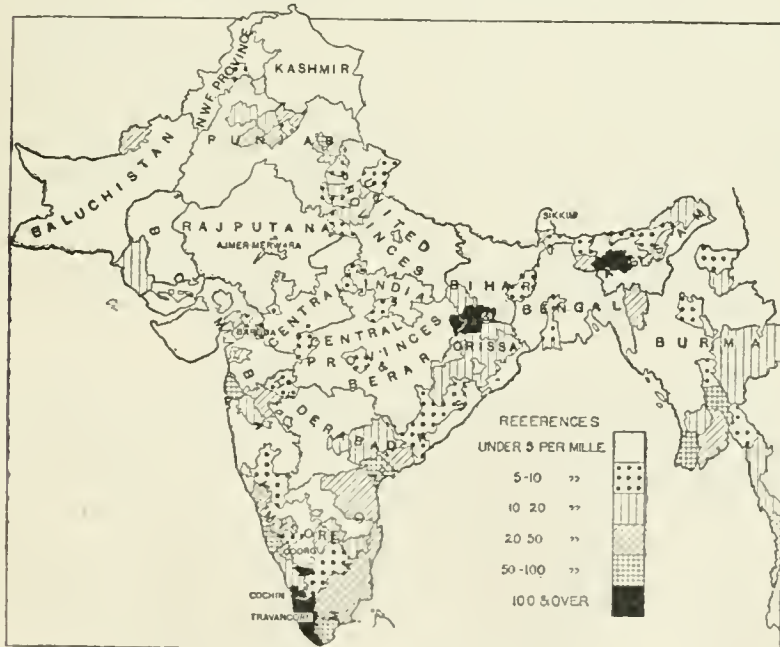 KASHMIR
N.W.F. PROVINCE
PUNJAB
BALUCHISTAN
RAJPUTANA
AJMER-MERWARA
UNITED
PROVINCES
SIKKIM
ASSAM
BIHAR
BENGAL
CENTRAL INDIA
BARODA
BOMBAY
CENTRAL
PROVINCES
&
BERAR
ORISSA
BURMA
HYDERABAD
MYSORE
COORG
COCHIN
TRAVANCORE
REFERENCES
UNDER 5 PER MILLE
5-10 "
10-20 "
20-50 "
50-100 "
100 & OVER